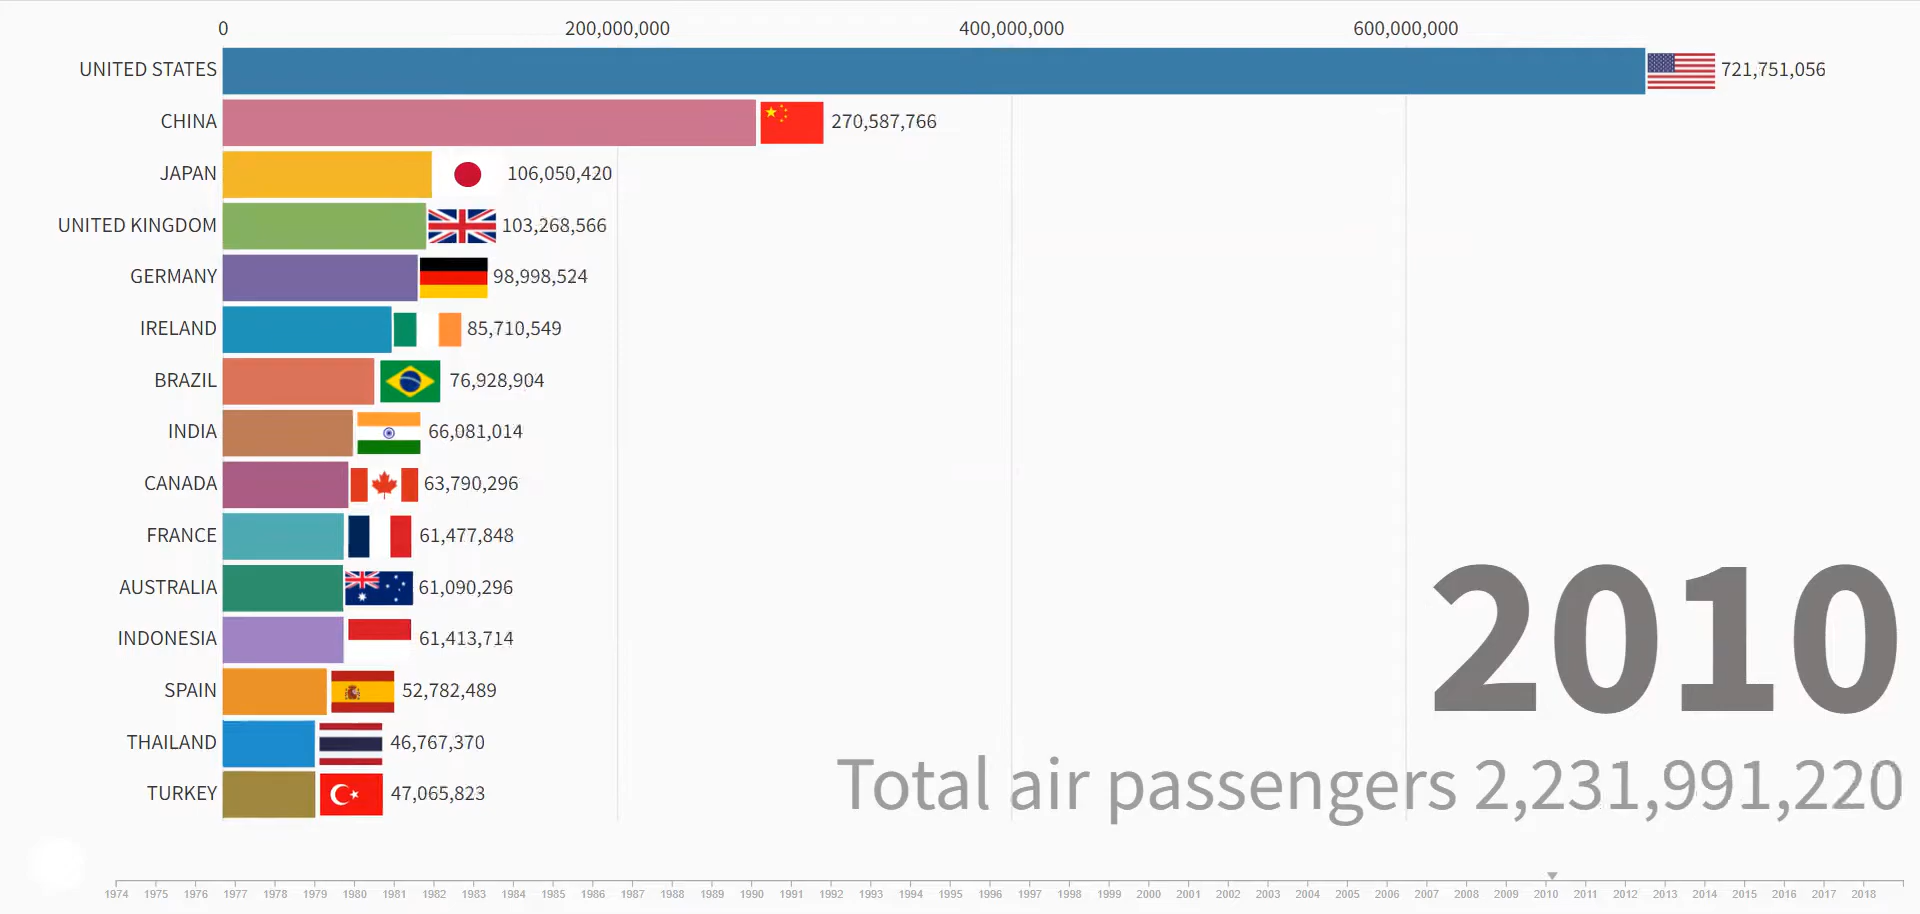 0 200,000,000 400,000,000 600,000,000
UNITED STATES 721,751,056
CHINA 270,587,766
JAPAN 106,050,420
UNITED KINGDOM 103,268,566
GERMANY 98,998,524
IRELAND 85,710,549
BRAZIL 76,928,904
INDIA 66,081,014
CANADA 63,790,296
FRANCE 61,477,848
AUSTRALIA 61,090,296
INDONESIA 61,413,714
SPAIN 52,782,489
THAILAND 46,767,370
TURKEY 47,065,823
2010
Total air passengers 2,231,991,220
1974 1975 1976 1977 1978 1979 1980 1981 1982 1983 1984 1985 1986 1987 1988 1989 1990 1991 1992 1993 1994 1995 1996 1997 1998 1999 2000 2001 2002 2003 2004 2005 2006 2007 2008 2009 2010 2011 2012 2013 2014 2015 2016 2017 2018